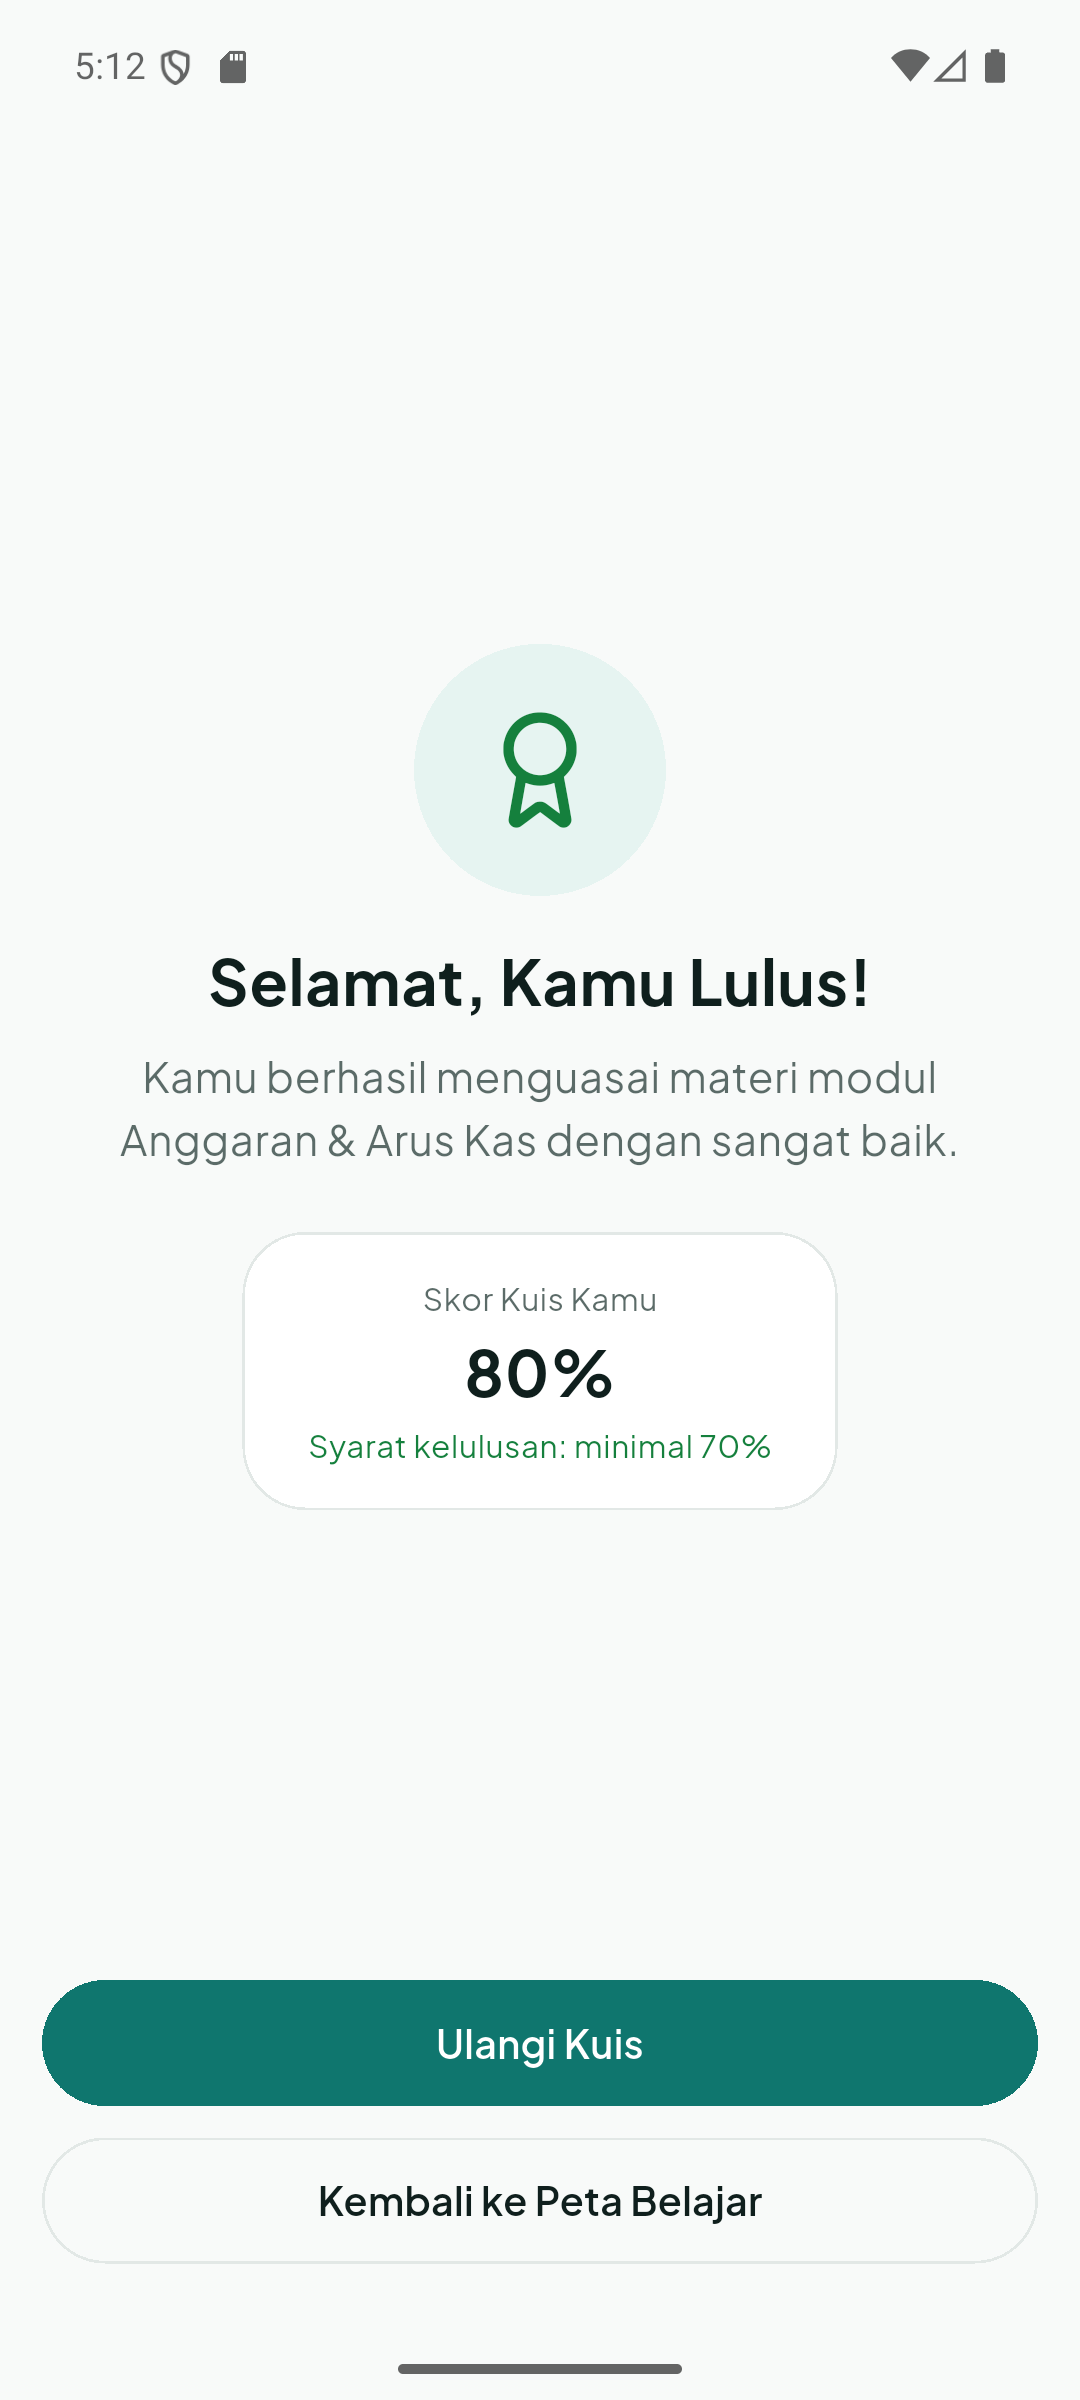 5:12
Selamat, Kamu Lulus!
Kamu berhasil menguasai materi modul
Anggaran & Arus Kas dengan sangat baik.
Skor Kuis Kamu
80%
Syarat kelulusan: minimal 70%
Ulangi Kuis
Kembali ke Peta Belajar